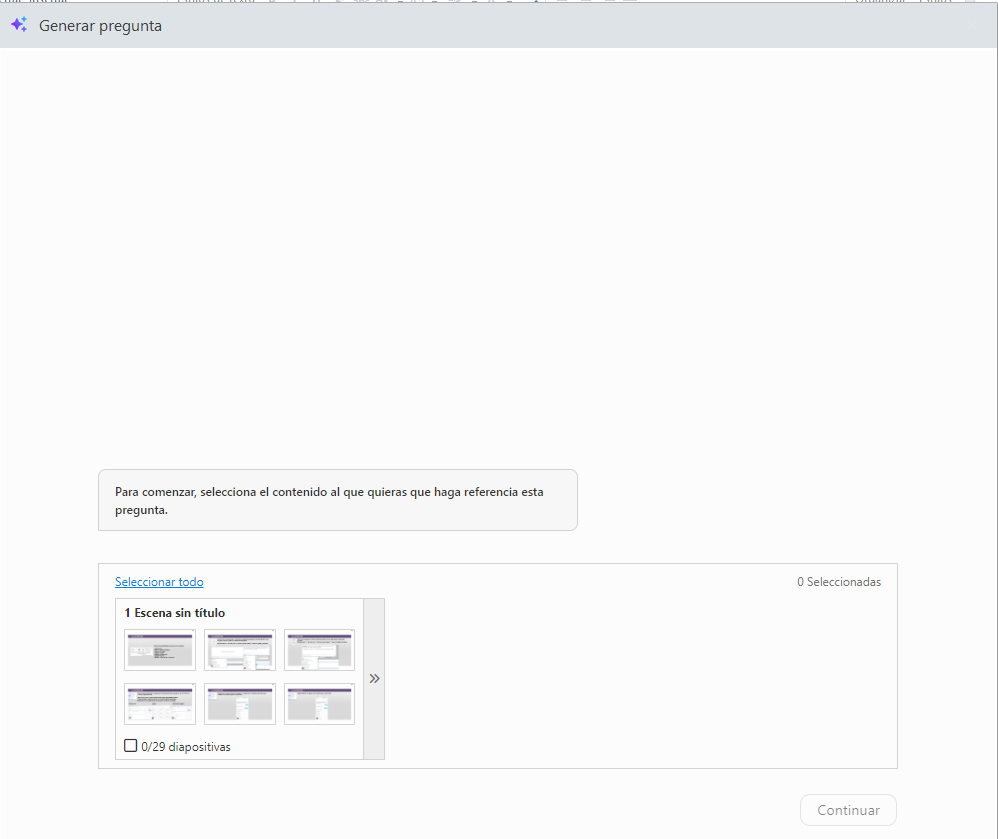 Generar pregunta
Para comenzar, selecciona el contenido al que quieras que haga referencia esta
pregunta.
Seleccionar todo
0 Seleccionadas
1 Escena sin título
0/29 diapositivas
Continuar